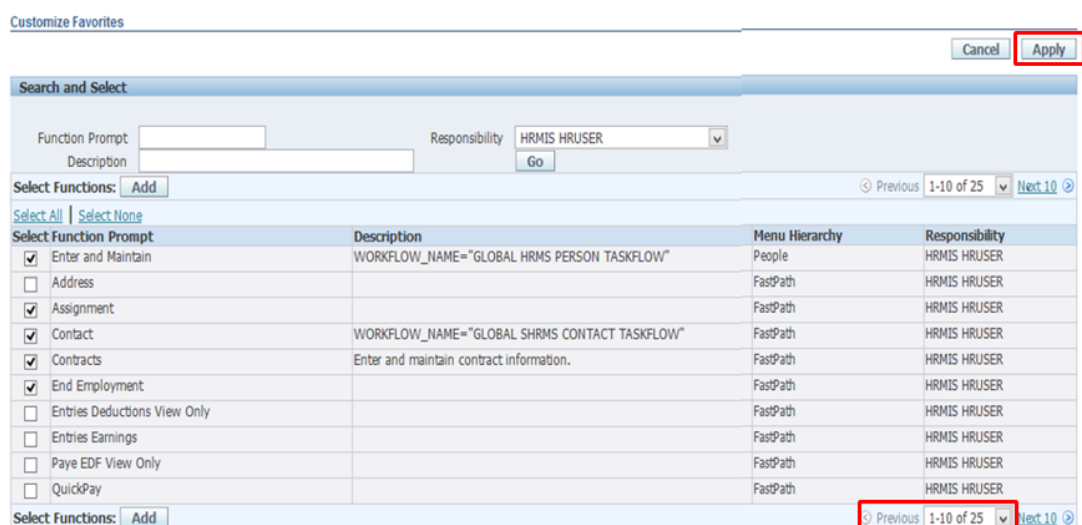 Customize Favorites
Cancel Apply
Search and Select
Function Prompt Responsibility HRMIS HRUSER
Description Go
Select Functions: Add Previous 1-10 of 25 Next 10
Select All | Select None
Select Function Prompt Description Menu Hierarchy Responsibility
Enter and Maintain WORKFLOW_NAME="GLOBAL HRMS PERSON TASKFLOW" People HRMIS HRUSER
Address FastPath HRMIS HRUSER
Assignment FastPath HRMIS HRUSER
Contact WORKFLOW_NAME="GLOBAL SHRMS CONTACT TASKFLOW" FastPath HRMIS HRUSER
Contracts Enter and maintain contract information. FastPath HRMIS HRUSER
End Employment FastPath HRMIS HRUSER
Entries Deductions View Only FastPath HRMIS HRUSER
Entries Earnings FastPath HRMIS HRUSER
Paye EDF View Only FastPath HRMIS HRUSER
QuickPay FastPath HRMIS HRUSER
Select Functions: Add Previous 1-10 of 25 Next 10